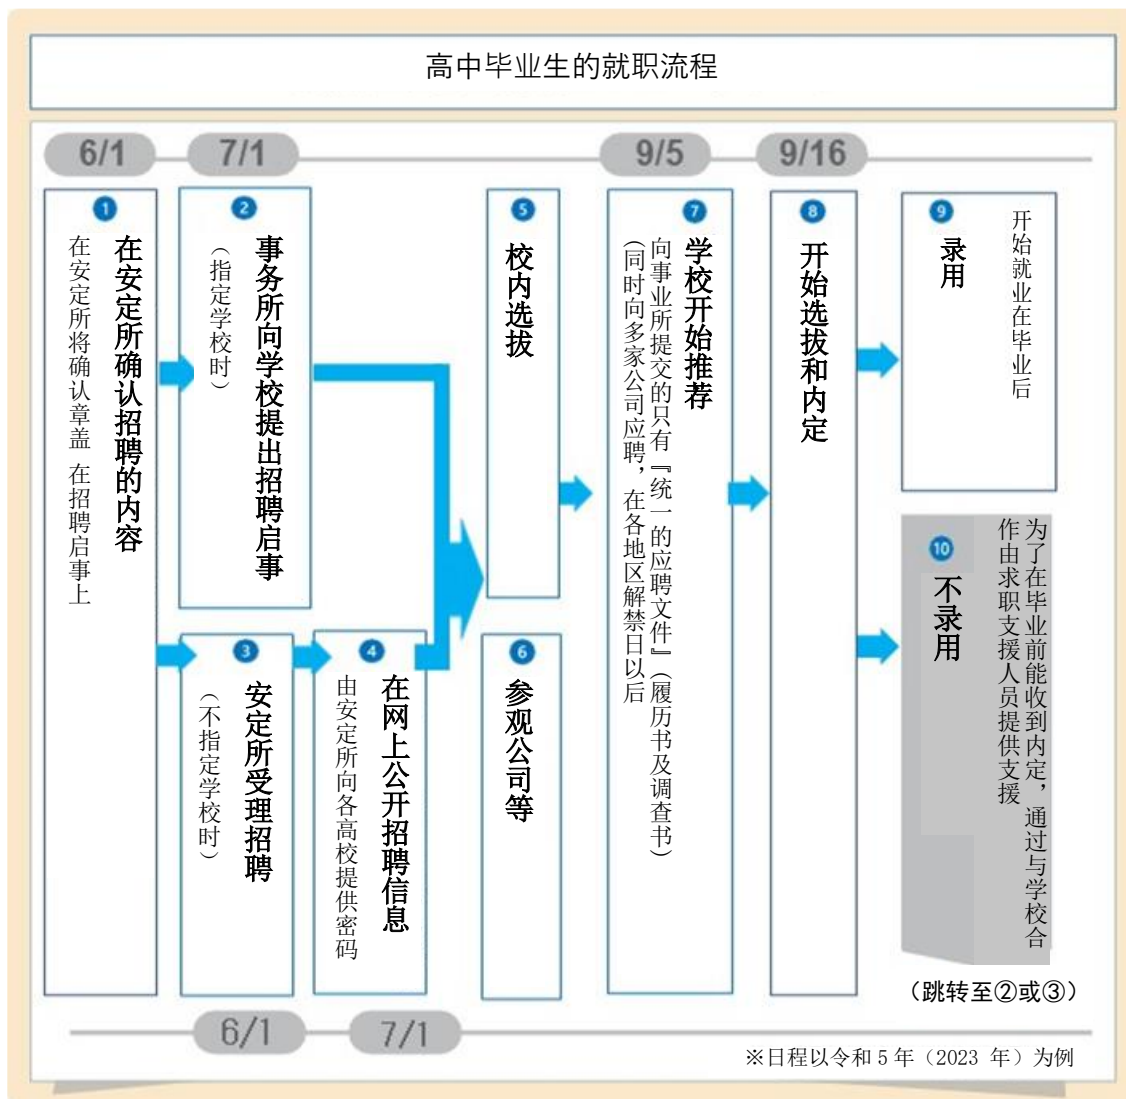 高中毕业生的就职流程
6/1
7/1
9/5
9/16
1
在安定所确认招聘的内容
在安定所将确认章盖 在招聘启事上
2
事务所向学校提出招聘启事
（指定学校时）
3
安定所受理招聘
（不指定学校时）
4
在网上公开招聘信息
由安定所向各高校提供密码
5
校内选拔
6
参观公司等
7
学校开始推荐
向事业所提交的只有『统一的应聘文件』（履历书及调查书）
（同时向多家公司应聘，在各地区解禁日以后
8
开始选拔和内定
9
录用
开始就业在毕业后
10
不录用
为了在毕业前能收到内定，通过与学校合
作由求职支援人员提供支援
（跳转至②或③）
6/1
7/1
※日程以令和 5 年（2023 年）为例